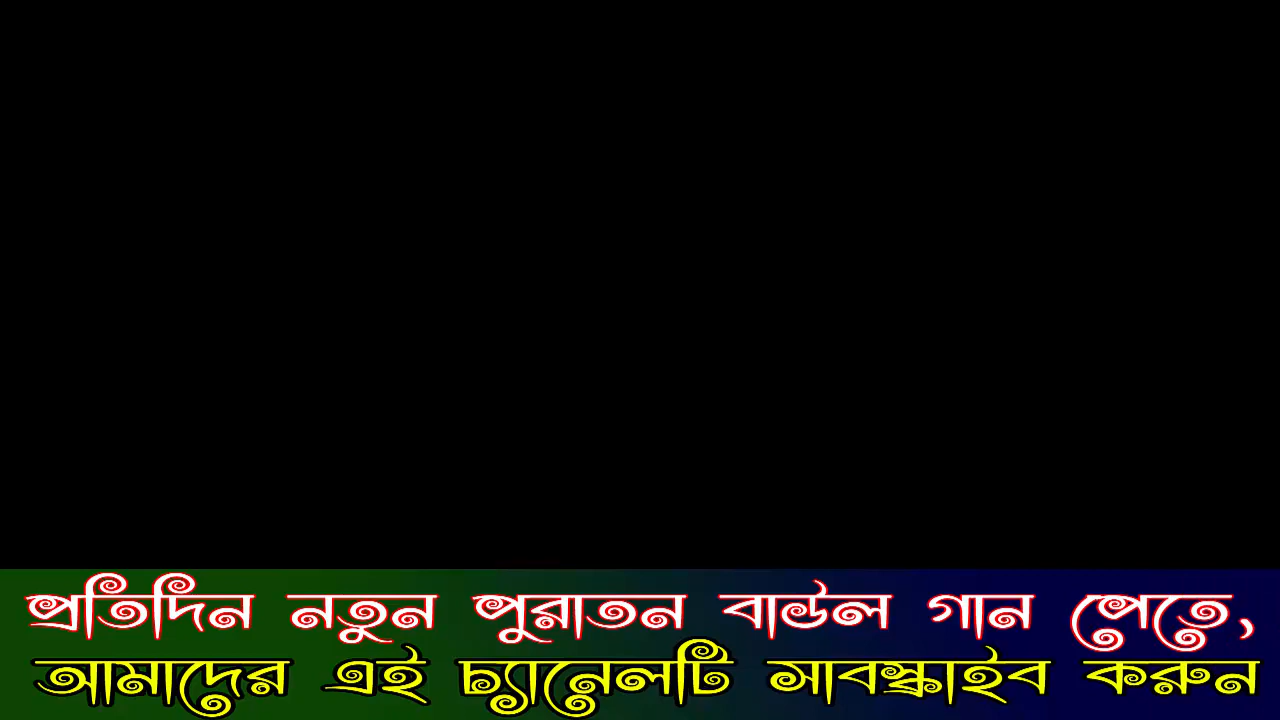 প্রতিদিন নতুন পুরাতন বাউল গান পেতে,
আমাদের এই চ্যানেলটি সাবস্ক্রাইব করুন